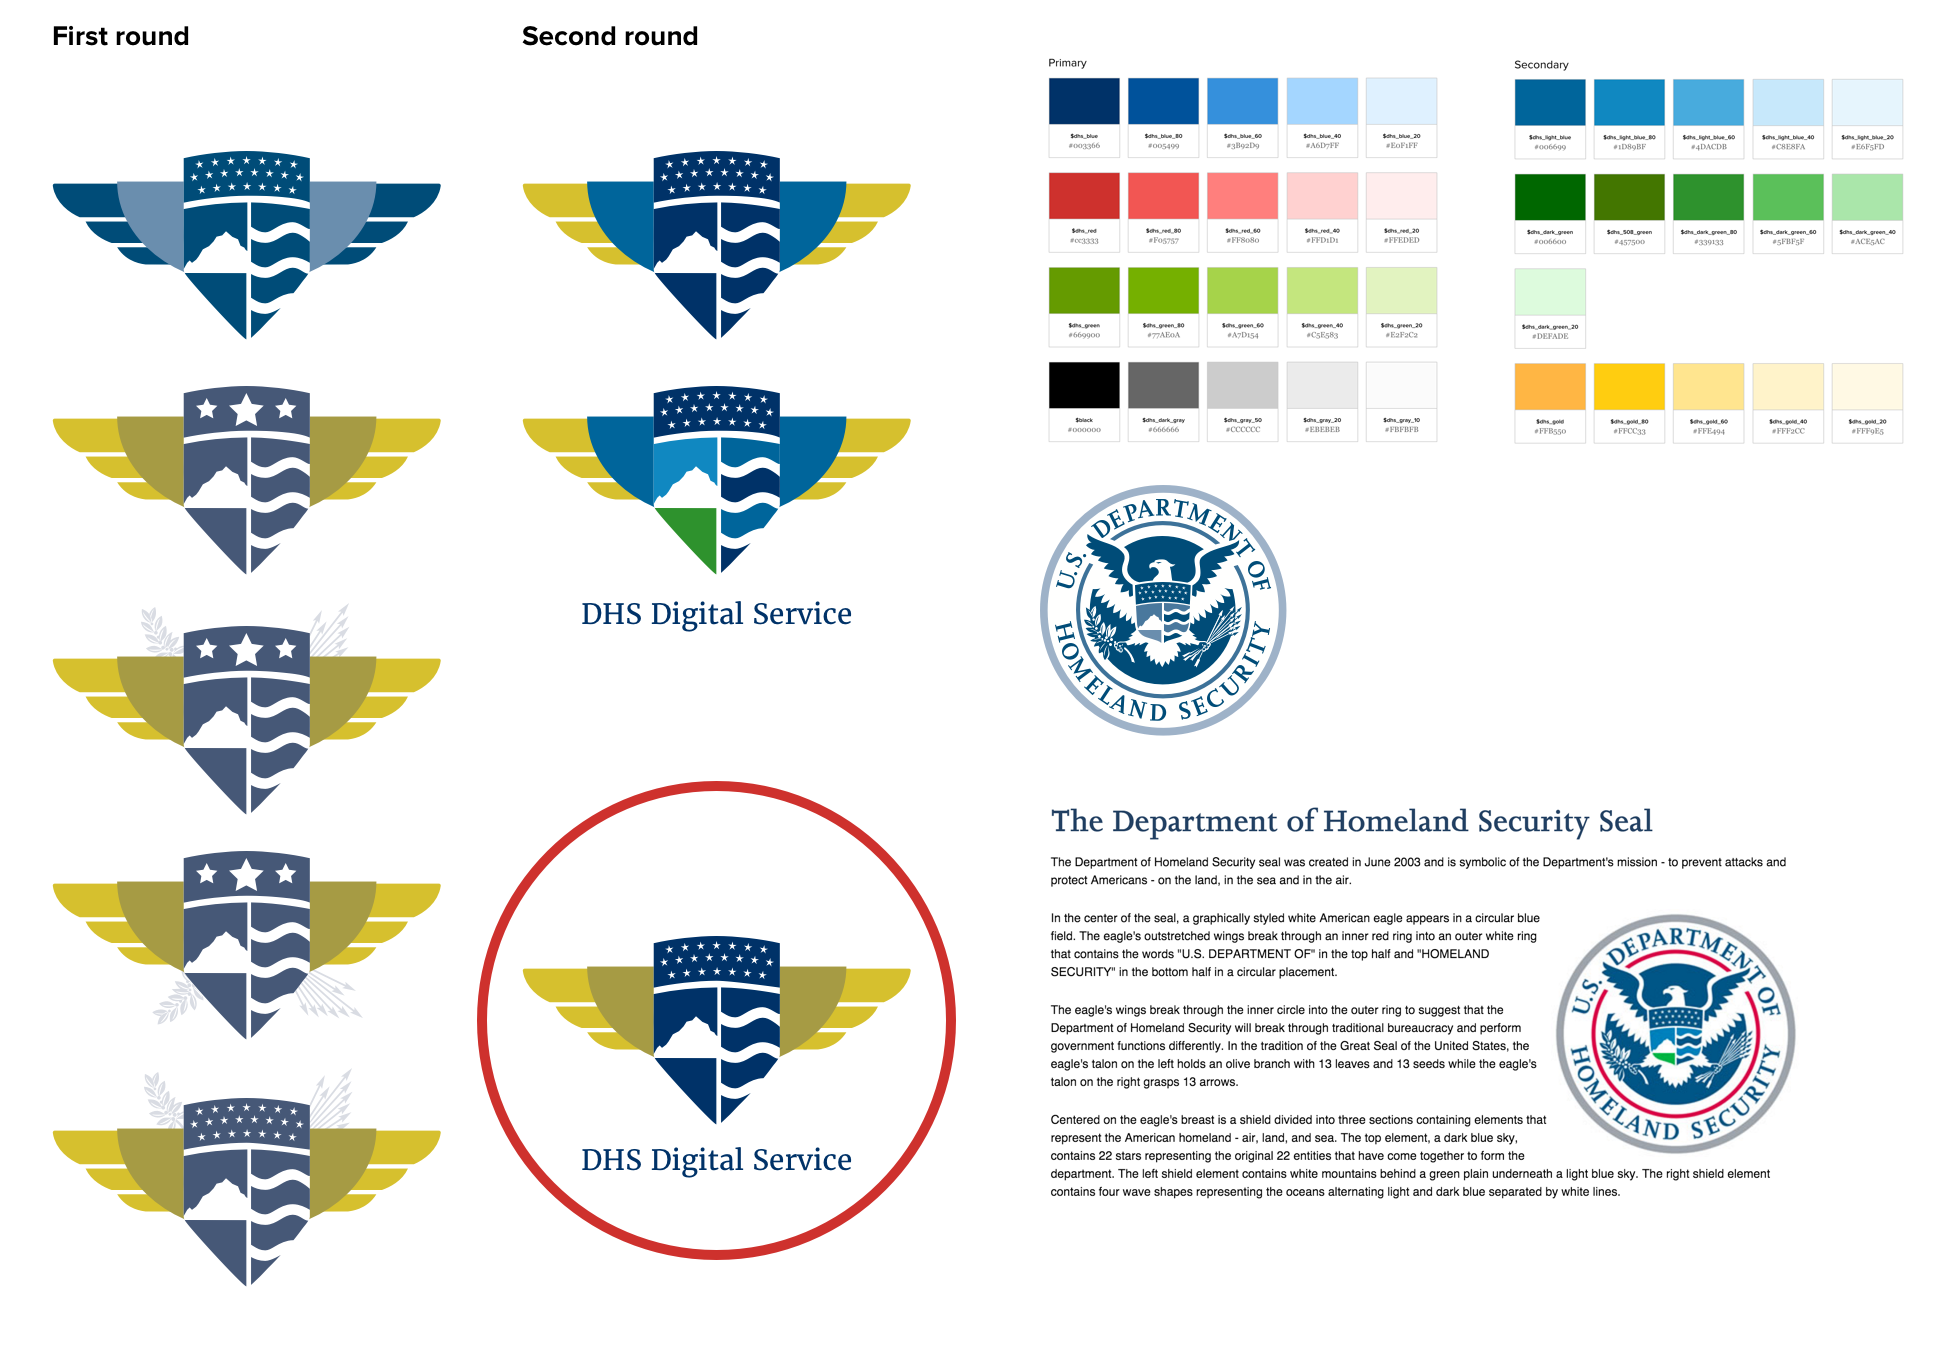 First round
Second round
DHS Digital Service
DHS Digital Service
Primary
$dhs_blue
#003366
$dhs_blue_80
#005499
$dhs_blue_60
#3B92D9
$dhs_blue_40
#A6D7FF
$dhs_blue_20
#E0F1FF
$dhs_red
#cc3333
$dhs_red_80
#F05757
$dhs_red_60
#FF8080
$dhs_red_40
#FFD1D1
$dhs_red_20
#FFEDED
$dhs_green
#669900
$dhs_green_80
#77AE0A
$dhs_green_60
#A7D154
$dhs_green_40
#C5E583
$dhs_green_20
#E2F2C2
$black
#000000
$dhs_dark_gray
#666666
$dhs_gray_50
#CCCCCC
$dhs_gray_20
#EBEBEB
$dhs_gray_10
#FBFBFB
Secondary
$dhs_light_blue
#006699
$dhs_light_blue_80
#1D89BF
$dhs_light_blue_60
#4DACDB
$dhs_light_blue_40
#C8E8FA
$dhs_light_blue_20
#E6F5FD
$dhs_dark_green
#006600
$dhs_508_green
#457500
$dhs_dark_green_80
#339133
$dhs_dark_green_60
#5FBF5F
$dhs_dark_green_40
#ACE5AC
$dhs_dark_green_20
#DEFADE
$dhs_gold
#FFB550
$dhs_gold_80
#FFCC33
$dhs_gold_60
#FFE494
$dhs_gold_40
#FFF2CC
$dhs_gold_20
#FFF9E5
U.S. DEPARTMENT OF
HOMELAND SECURITY
The Department of Homeland Security Seal
The Department of Homeland Security seal was created in June 2003 and is symbolic of the Department's mission - to prevent attacks and
protect Americans - on the land, in the sea and in the air.
In the center of the seal, a graphically styled white American eagle appears in a circular blue
field. The eagle's outstretched wings break through an inner red ring into an outer white ring
that contains the words "U.S. DEPARTMENT OF" in the top half and "HOMELAND
SECURITY" in the bottom half in a circular placement.
The eagle's wings break through the inner circle into the outer ring to suggest that the
Department of Homeland Security will break through traditional bureaucracy and perform
government functions differently. In the tradition of the Great Seal of the United States, the
eagle's talon on the left holds an olive branch with 13 leaves and 13 seeds while the eagle's
talon on the right grasps 13 arrows.
Centered on the eagle's breast is a shield divided into three sections containing elements that
represent the American homeland - air, land, and sea. The top element, a dark blue sky,
contains 22 stars representing the original 22 entities that have come together to form the
department. The left shield element contains white mountains behind a green plain underneath a light blue sky. The right shield element
contains four wave shapes representing the oceans alternating light and dark blue separated by white lines.
U.S. DEPARTMENT OF
HOMELAND SECURITY